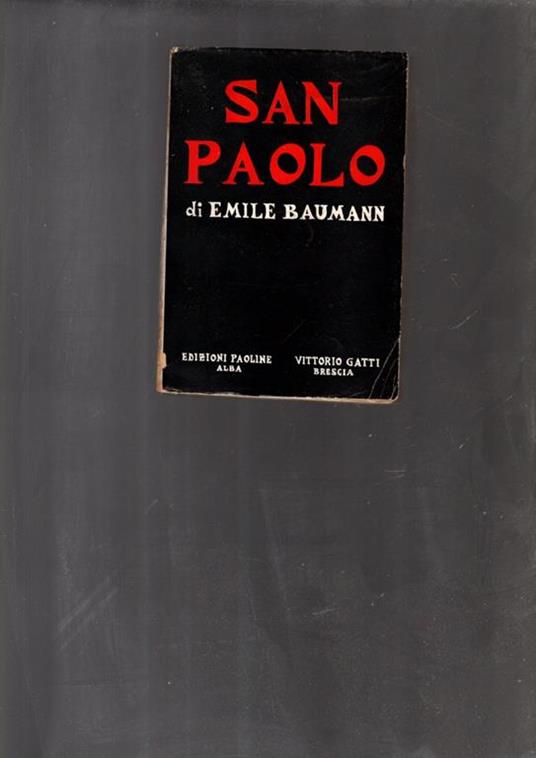 SAN
PAOLO
di EMILE BAUMANN
EDIZIONI PAOLINE VITTORIO GATTI
ALBA BRESCIA